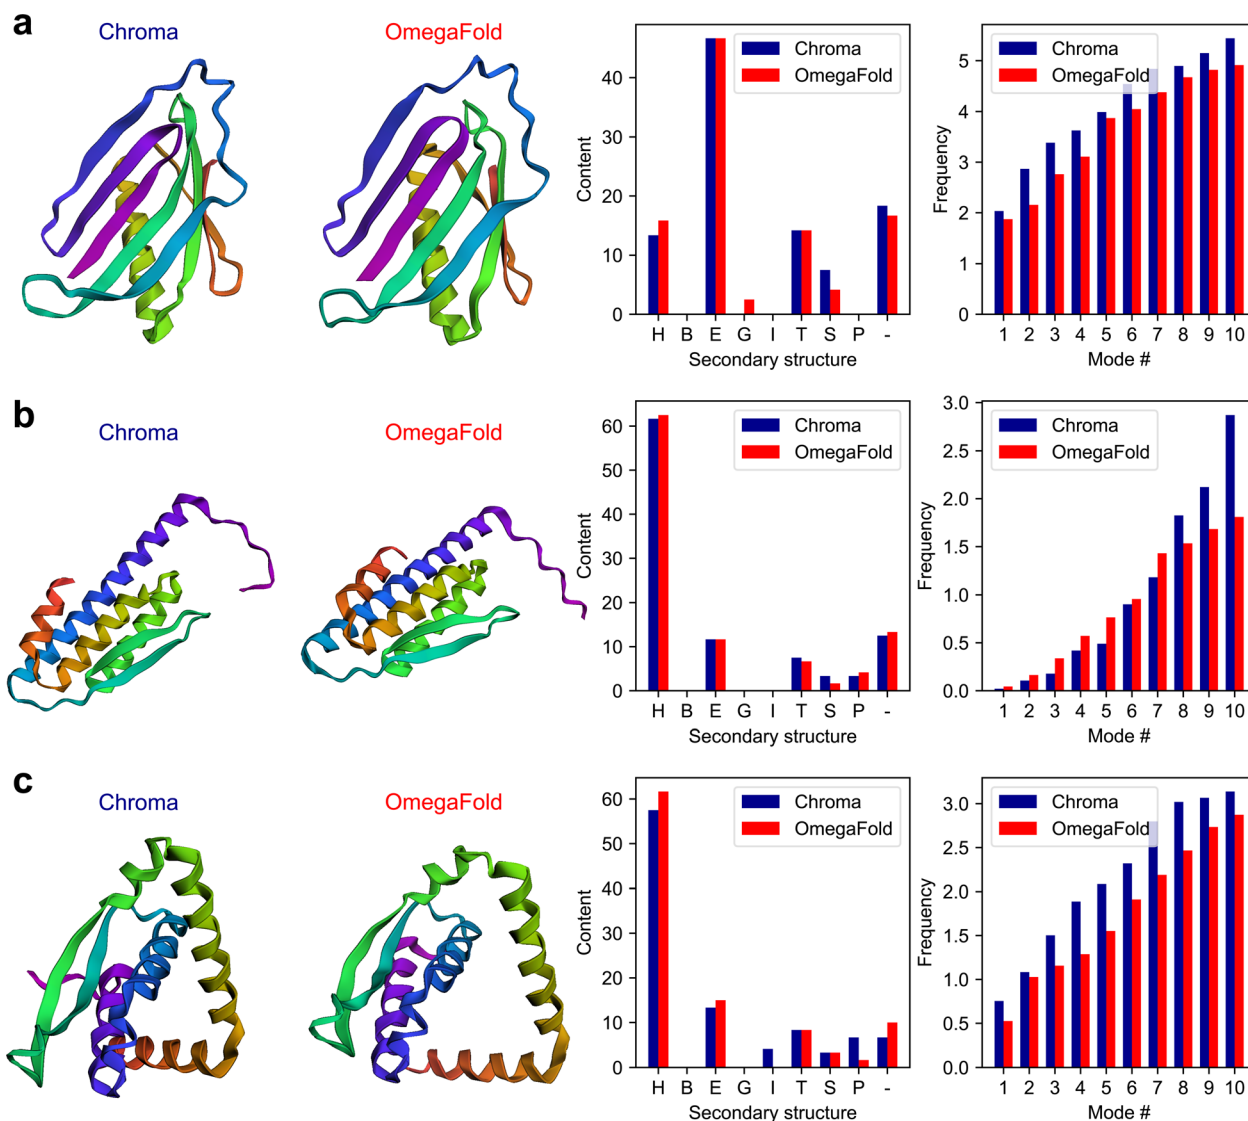 a
Chroma
OmegaFold
Content
40
30
20
10
0
Chroma
OmegaFold
H B E G I T S P -
Secondary structure
Frequency
5
4
3
2
1
0
Chroma
OmegaFold
1 2 3 4 5 6 7 8 9 10
Mode #
b
Chroma
OmegaFold
Content
60
50
40
30
20
10
0
Chroma
OmegaFold
H B E G I T S P -
Secondary structure
Frequency
3.0
2.5
2.0
1.5
1.0
0.5
0.0
Chroma
OmegaFold
1 2 3 4 5 6 7 8 9 10
Mode #
c
Chroma
OmegaFold
Content
60
50
40
30
20
10
0
Chroma
OmegaFold
H B E G I T S P -
Secondary structure
Frequency
3.0
2.5
2.0
1.5
1.0
0.5
0.0
Chroma
OmegaFold
1 2 3 4 5 6 7 8 9 10
Mode #